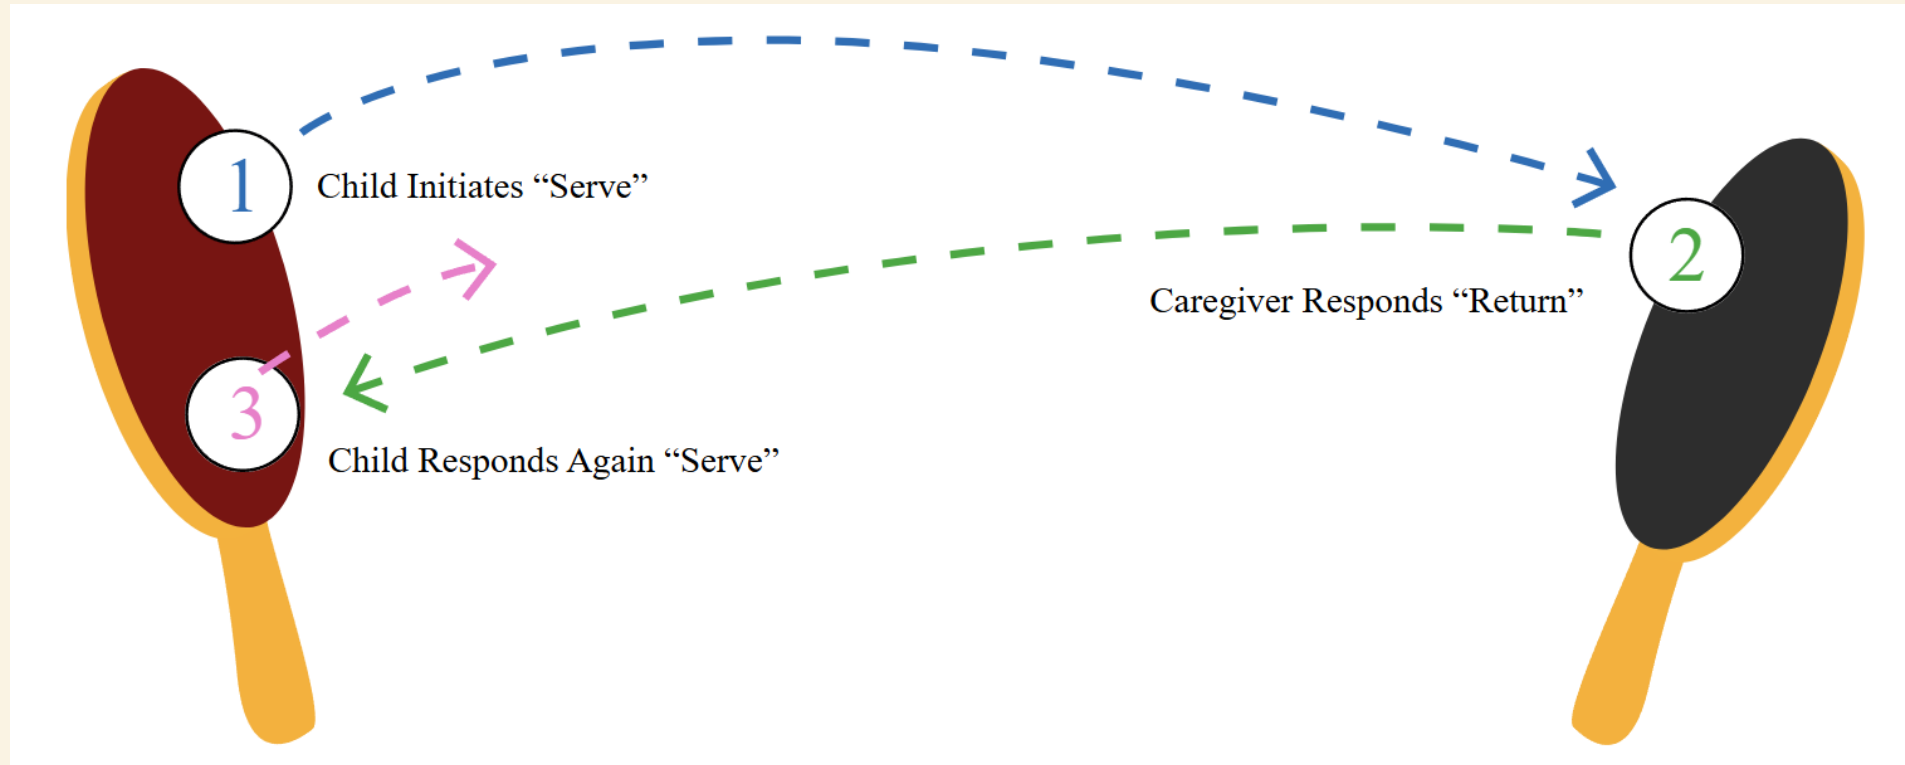 1
Child Initiates “Serve”
2
Caregiver Responds “Return”
3
Child Responds Again “Serve”